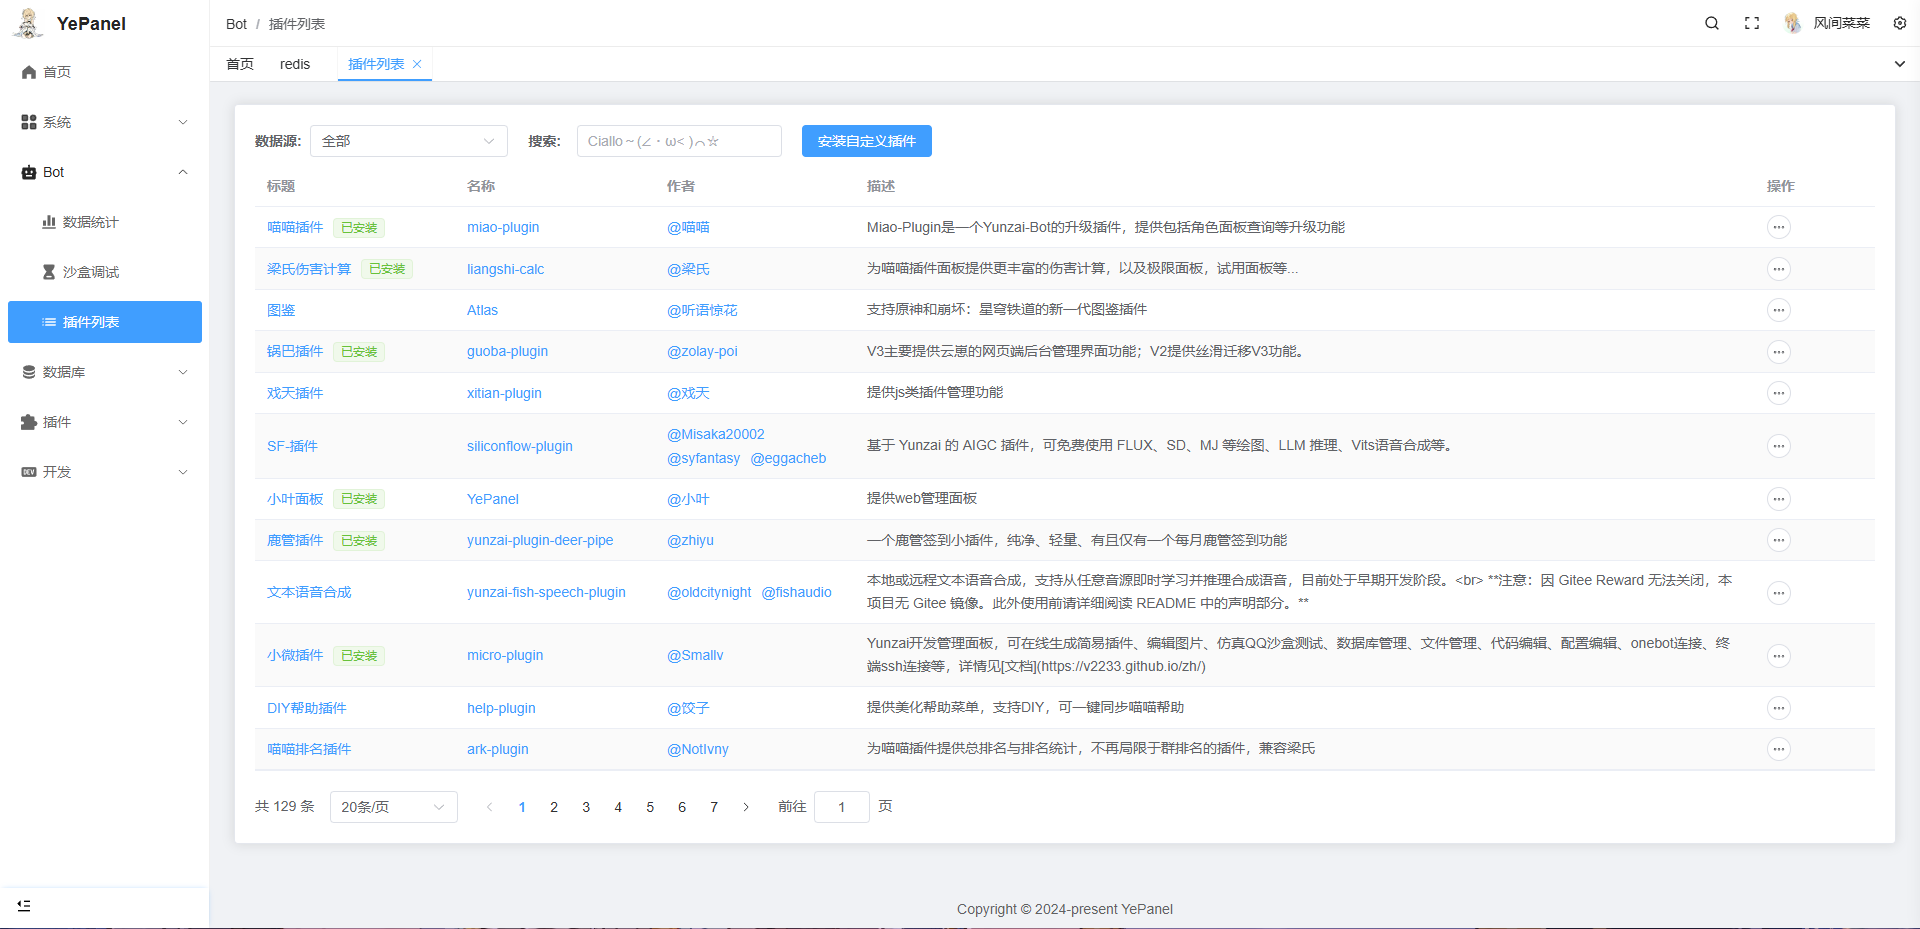 YePanel
Bot / 插件列表
风间菜菜
首页
redis
插件列表
首页
系统
Bot
数据统计
沙盒调试
插件列表
数据库
插件
DEV 开发
数据源: 全部
搜索: Ciallo～(∠・ω< )⌒☆
安装自定义插件
标题 名称 作者 描述 操作
喵喵插件 已安装 miao-plugin @喵喵 Miao-Plugin是一个Yunzai-Bot的升级插件，提供包括角色面板查询等升级功能
梁氏伤害计算 已安装 liangshi-calc @梁氏 为喵喵插件面板提供更丰富的伤害计算，以及极限面板，试用面板等...
图鉴 Atlas @听语惊花 支持原神和崩坏：星穹铁道的新一代图鉴插件
锅巴插件 已安装 guoba-plugin @zolay-poi V3主要提供云崽的网页端后台管理界面功能；V2提供丝滑迁移V3功能。
戏天插件 xitian-plugin @戏天 提供js类插件管理功能
SF-插件 siliconflow-plugin @Misaka20002
@syfantasy @eggacheb 基于 Yunzai 的 AIGC 插件，可免费使用 FLUX、SD、MJ 等绘图、LLM 推理、Vits语音合成等。
小叶面板 已安装 YePanel @小叶 提供web管理面板
鹿管插件 已安装 yunzai-plugin-deer-pipe @zhiyu 一个鹿管签到小插件，纯净、轻量、有且仅有一个每月鹿管签到功能
文本语音合成 yunzai-fish-speech-plugin @oldcitynight @fishaudio 本地或远程文本语音合成，支持从任意音源即时学习并推理合成语音，目前处于早期开发阶段。<br> **注意：因 Gitee Reward 无法关闭，本
项目无 Gitee 镜像。此外使用前请详细阅读 README 中的声明部分。**
小微插件 已安装 micro-plugin @Smallv Yunzai开发管理面板，可在线生成简易插件、编辑图片、仿真QQ沙盒测试、数据库管理、文件管理、代码编辑、配置编辑、onebot连接、终
端ssh连接等，详情见[文档](https://v2233.github.io/zh/)
DIY帮助插件 help-plugin @饺子 提供美化帮助菜单，支持DIY，可一键同步喵喵帮助
喵喵排名插件 ark-plugin @NotIvny 为喵喵插件提供总排名与排名统计，不再局限于群排名的插件，兼容梁氏
共 129 条 20条/页 1 2 3 4 5 6 7 前往 1 页
Copyright © 2024-present YePanel